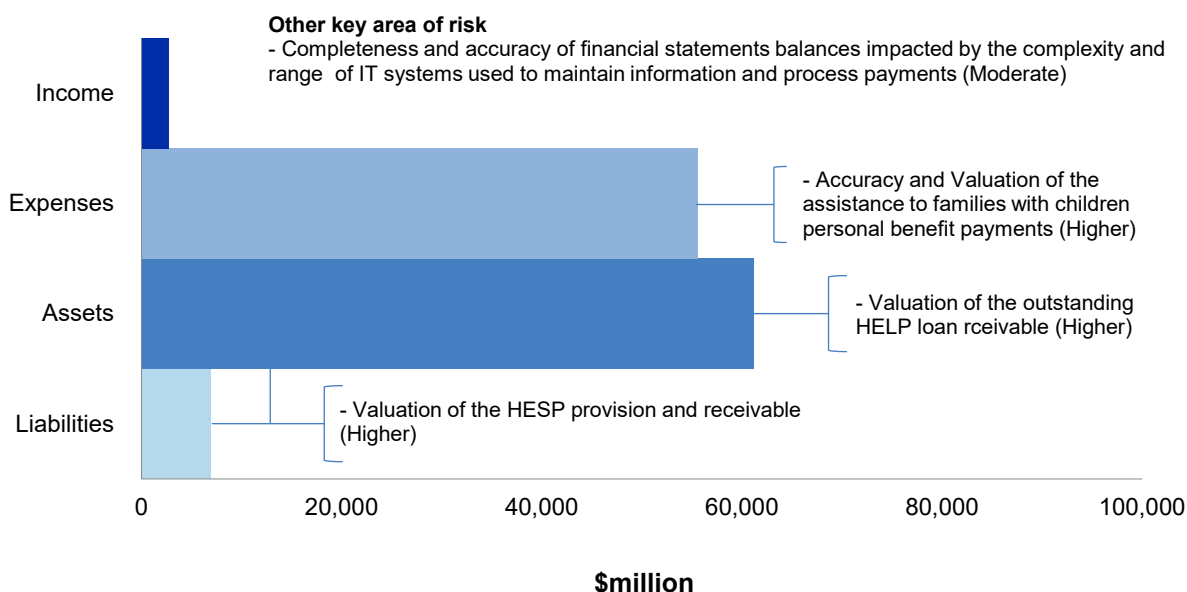 Other key area of risk
- Completeness and accuracy of financial statements balances impacted by the complexity and
range of IT systems used to maintain information and process payments (Moderate)
Income
Expenses
- Accuracy and Valuation of the
assistance to families with children
personal benefit payments (Higher)
Assets
- Valuation of the outstanding
HELP loan rceivable (Higher)
Liabilities
- Valuation of the HESP provision and receivable
(Higher)
0 20,000 40,000 60,000 80,000 100,000
$million